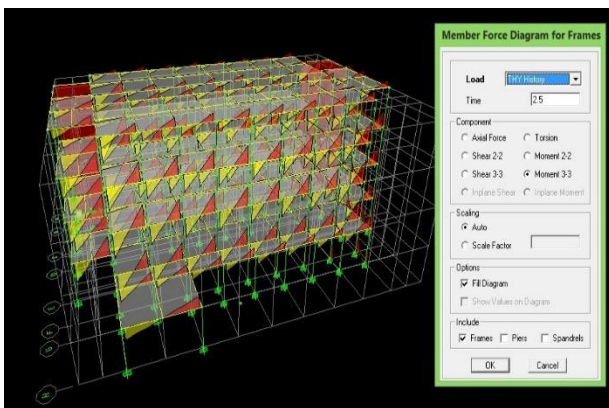 Member Force Diagram for Frames
Load THY History
Time 2.5
Component
Axial Force Torsion
Shear 2-2 Moment 2-2
Shear 3-3 Moment 3-3
Inplane Shear Inplane Moment
Scaling
Auto
Scale Factor
Options
Fill Diagram
Show Values on Diagram
Include
Frames Piers Spandrels
OK Cancel